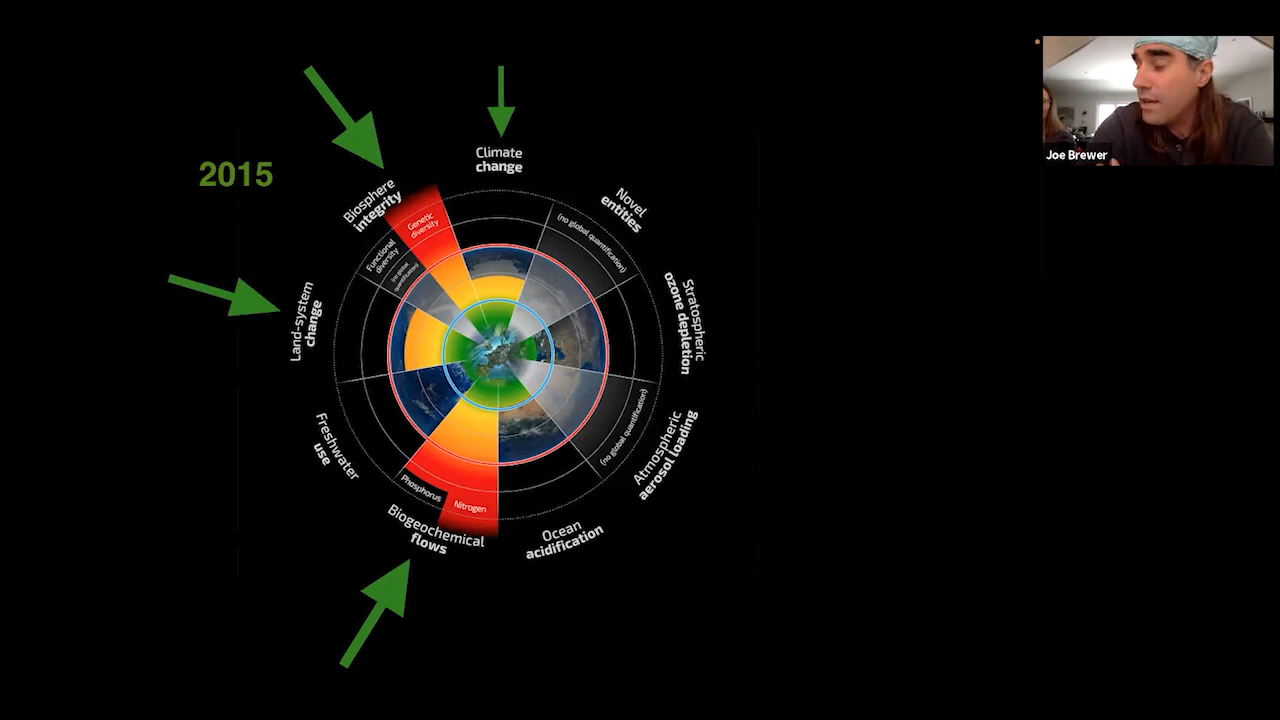 Joe Brewer
2015
Climate
change
Biosphere
integrity
Genetic
diversity
Functional
diversity
(no global
quantification)
Novel
entities
(no global quantification)
Stratospheric
ozone depletion
Land-system
change
Freshwater
use
Phosphorus
Nitrogen
Biogeochemical
flows
Ocean
acidification
Atmospheric
aerosol loading
(no global quantification)